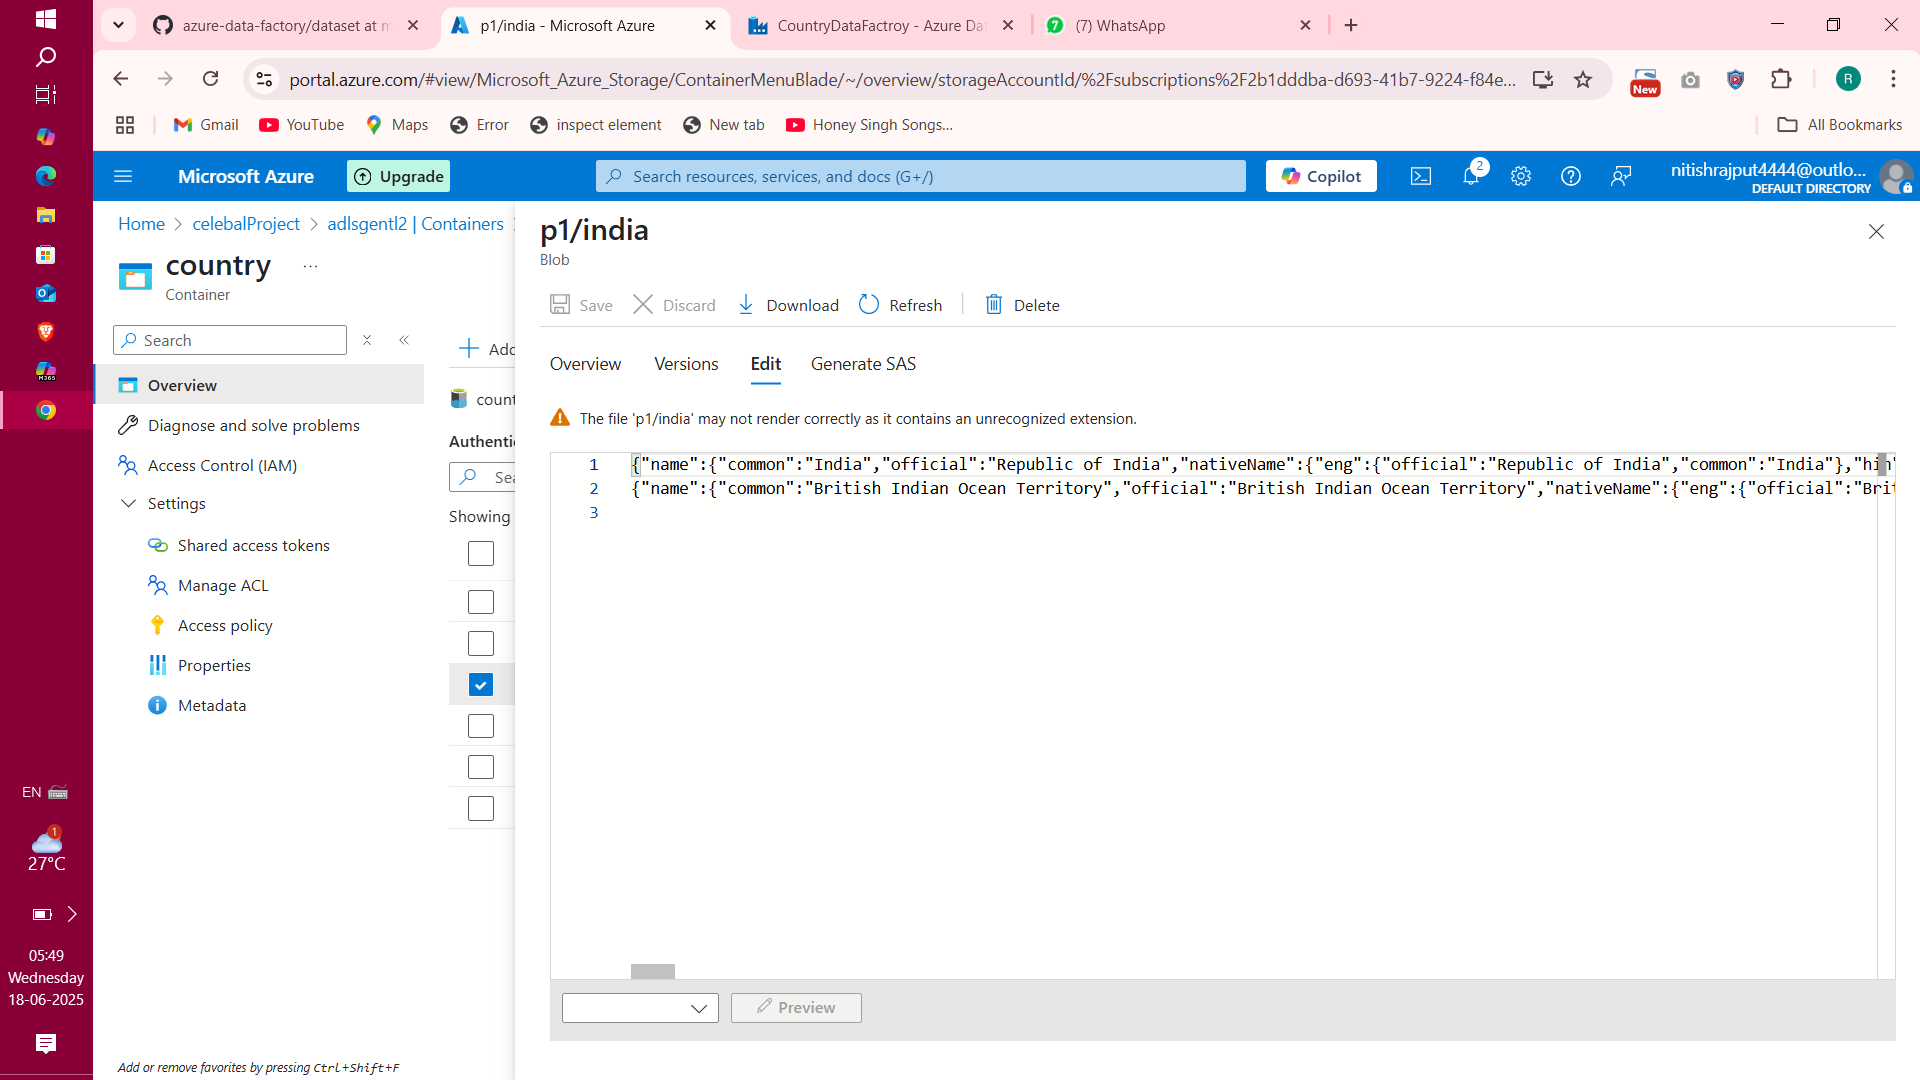 azure-data-factory/dataset at m
p1/india - Microsoft Azure
CountryDataFactroy - Azure Da
(7) WhatsApp
portal.azure.com/#view/Microsoft_Azure_Storage/ContainerMenuBlade/~/overview/storageAccountId/%2Fsubscriptions%2F2b1dddba-d693-41b7-9224-f84e...
New
R
Gmail
YouTube
Maps
Error
inspect element
New tab
Honey Singh Songs...
All Bookmarks
Microsoft Azure
Upgrade
Search resources, services, and docs (G+/)
Copilot
2
nitishrajput4444@outlo...
DEFAULT DIRECTORY
Home
celebalProject
adlsgentl2 | Containers
country
...
Container
Search
Overview
Diagnose and solve problems
Access Control (IAM)
Settings
Shared access tokens
Manage ACL
Access policy
Properties
Metadata
Add or remove favorites by pressing Ctrl+Shift+F
Add
count
Authenti
Sea
Showing
p1/india
Blob
Save
Discard
Download
Refresh
Delete
Overview
Versions
Edit
Generate SAS
The file 'p1/india' may not render correctly as it contains an unrecognized extension.
1 {"name":{"common":"India","official":"Republic of India","nativeName":{"eng":{"official":"Republic of India","common":"India"},"hin"
2 {"name":{"common":"British Indian Ocean Territory","official":"British Indian Ocean Territory","nativeName":{"eng":{"official":"Brit
3
Preview
M365
EN
1
27°C
05:49
Wednesday
18-06-2025